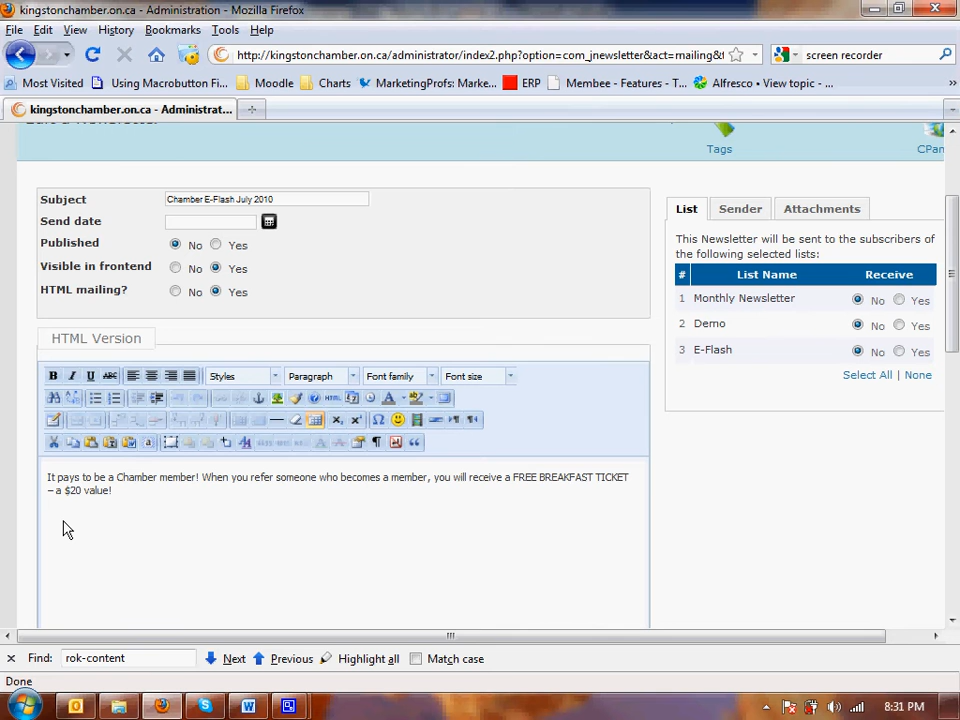 kingstonchamber.on.ca - Administration - Mozilla Firefox
File Edit View History Bookmarks Tools Help
http://kingstonchamber.on.ca/administrator/index2.php?option=com_jnewsletter&act=mailing&t
screen recorder
Most Visited Using Macrobutton Fi... Moodle Charts MarketingProfs: Marke... ERP Membee - Features - T... Alfresco • View topic - ... »
kingstonchamber.on.ca - Administrat...
Tags
CPan
Subject Chamber E-Flash July 2010
Send date
Published No Yes
Visible in frontend No Yes
HTML mailing? No Yes
List Sender Attachments
This Newsletter will be sent to the subscribers of
the following selected lists:
# List Name Receive
1 Monthly Newsletter No Yes
2 Demo No Yes
3 E-Flash No Yes
Select All | None
HTML Version
B I U ABC Styles Paragraph Font family Font size
HTML
It pays to be a Chamber member! When you refer someone who becomes a member, you will receive a FREE BREAKFAST TICKET
– a $20 value!
Find: rok-content Next Previous Highlight all Match case
Done
8:31 PM